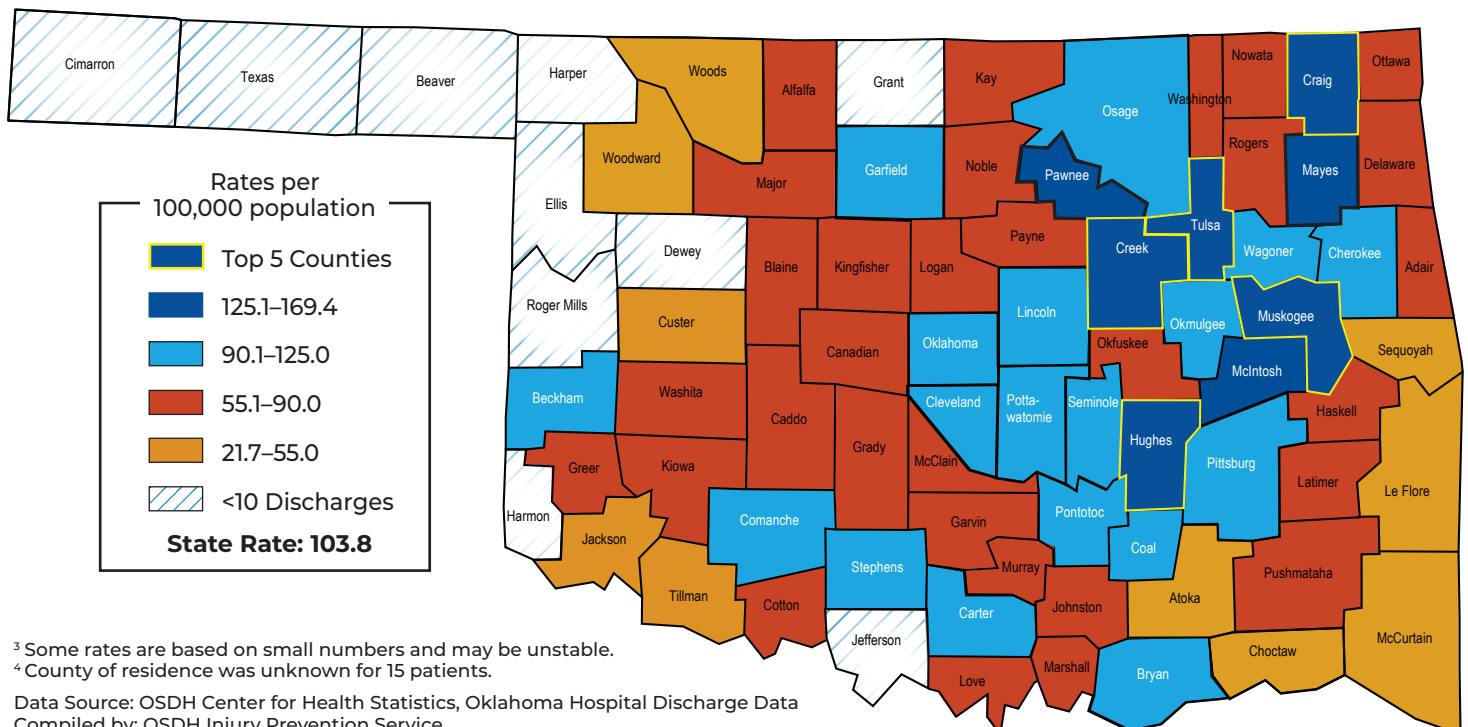 Cimarron
Texas
Beaver
Harper
Woods
Alfalfa
Grant
Kay
Osage
Washington
Nowata
Craig
Ottawa
Woodward
Major
Garfield
Noble
Pawnee
Rogers
Mayes
Delaware
Ellis
Dewey
Blaine
Kingfisher
Logan
Payne
Creek
Tulsa
Wagoner
Cherokee
Adair
Roger Mills
Custer
Canadian
Oklahoma
Lincoln
Okfuskee
Okmulgee
Muskogee
McIntosh
Sequoyah
Beckham
Washita
Caddo
Grady
McClain
Cleveland
Potta-
watomie
Seminole
Hughes
Pittsburg
Haskell
Latimer
Le Flore
Greer
Kiowa
Harmon
Jackson
Tillman
Comanche
Cotton
Stephens
Jefferson
Garvin
Murray
Carter
Love
Pontotoc
Johnston
Marshall
Coal
Atoka
Bryan
Pushmataha
Choctaw
McCurtain
Rates per
100,000 population
Top 5 Counties
125.1–169.4
90.1–125.0
55.1–90.0
21.7–55.0
<10 Discharges
State Rate: 103.8
³ Some rates are based on small numbers and may be unstable.
⁴ County of residence was unknown for 15 patients.
Data Source: OSDH Center for Health Statistics, Oklahoma Hospital Discharge Data
Compiled by: OSDH Injury Prevention Service